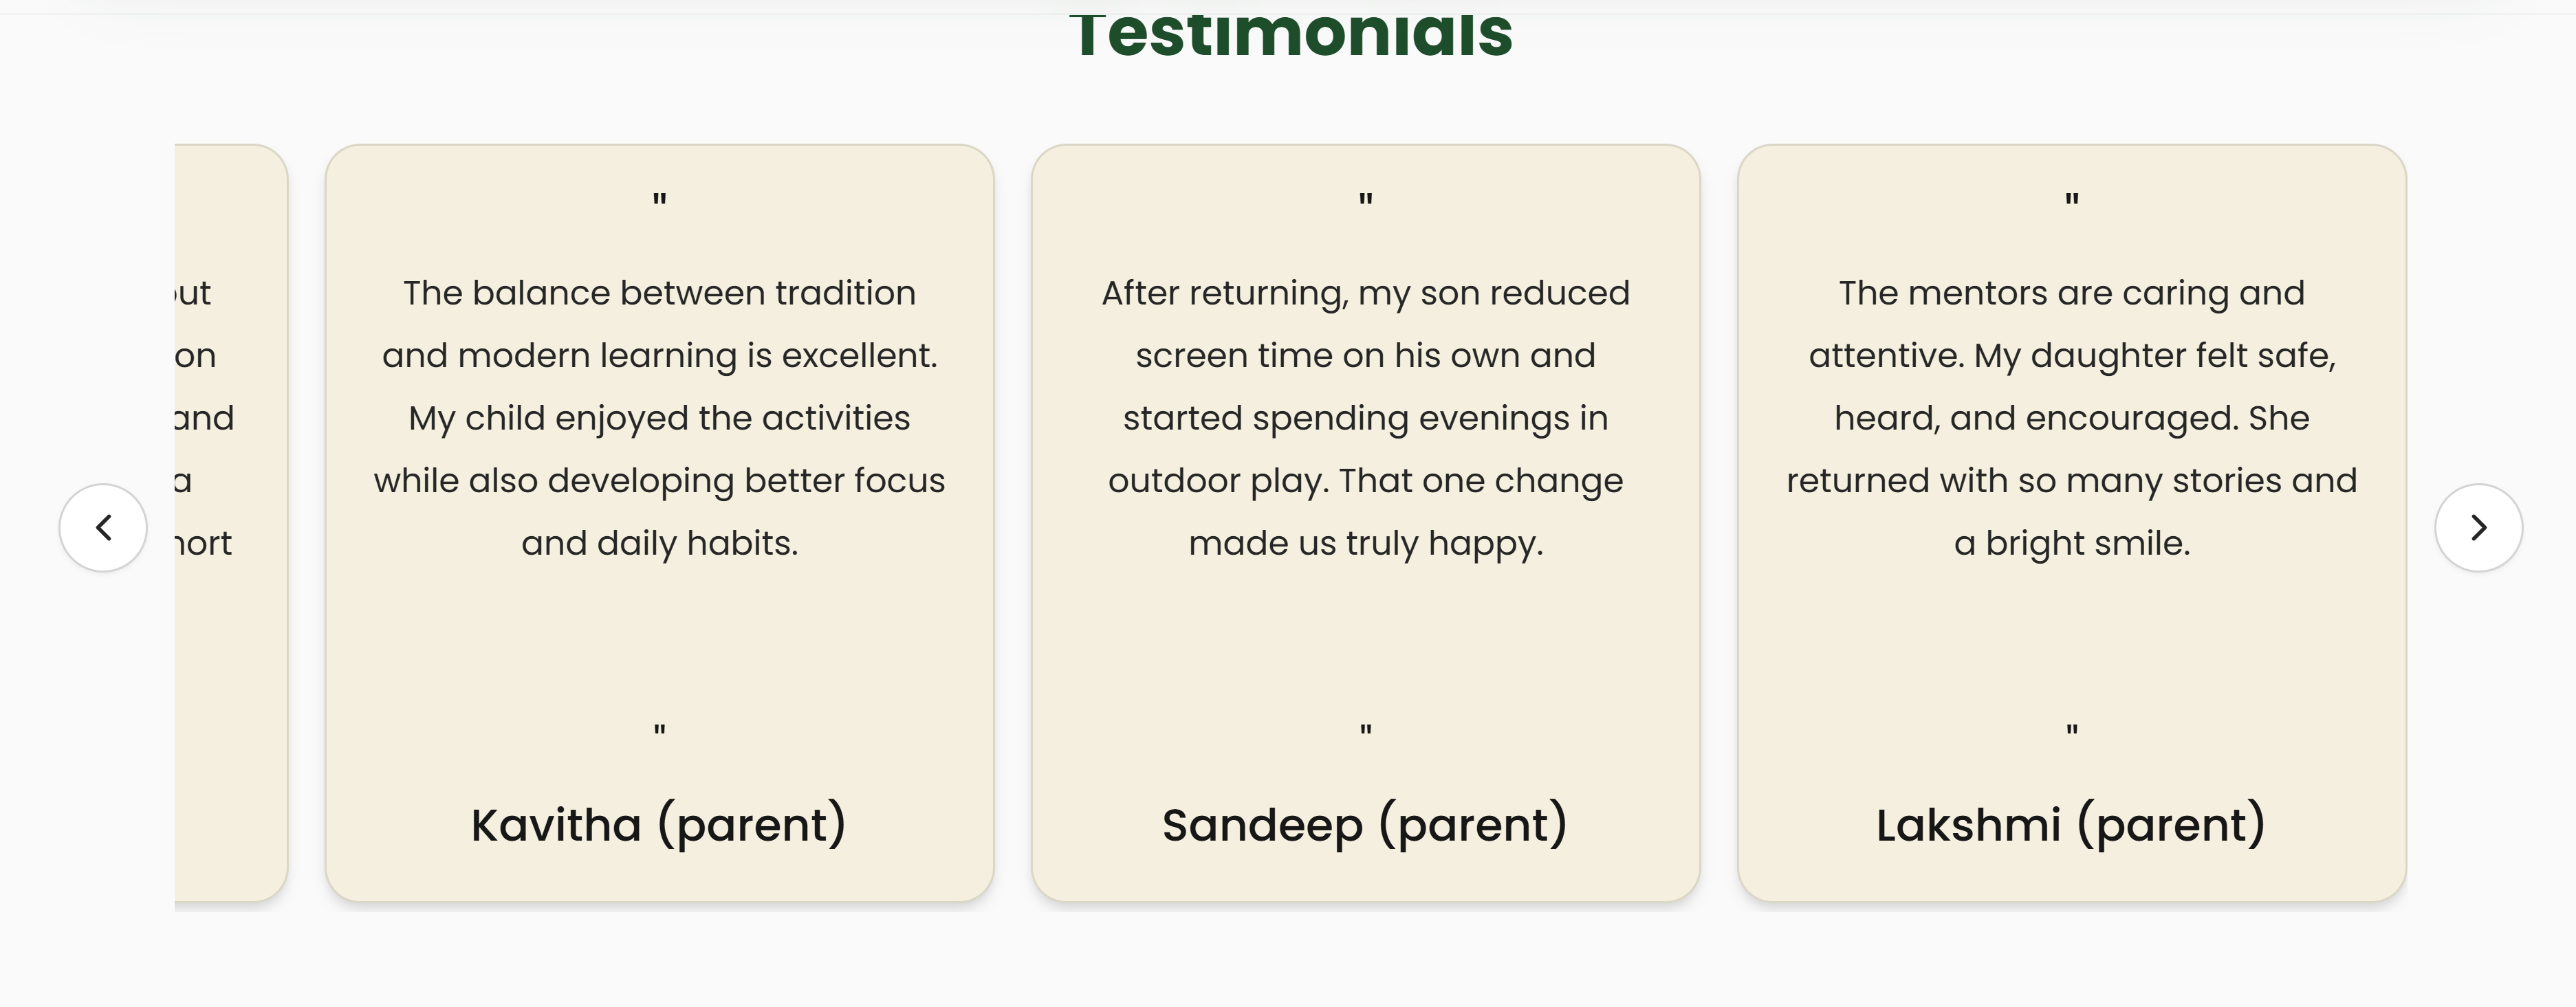 Testimonials
and
a
"
The balance between tradition
and modern learning is excellent.
My child enjoyed the activities
while also developing better focus
and daily habits.
"
Kavitha (parent)
"
After returning, my son reduced
screen time on his own and
started spending evenings in
outdoor play. That one change
made us truly happy.
"
Sandeep (parent)
"
The mentors are caring and
attentive. My daughter felt safe,
heard, and encouraged. She
returned with so many stories and
a bright smile.
"
Lakshmi (parent)